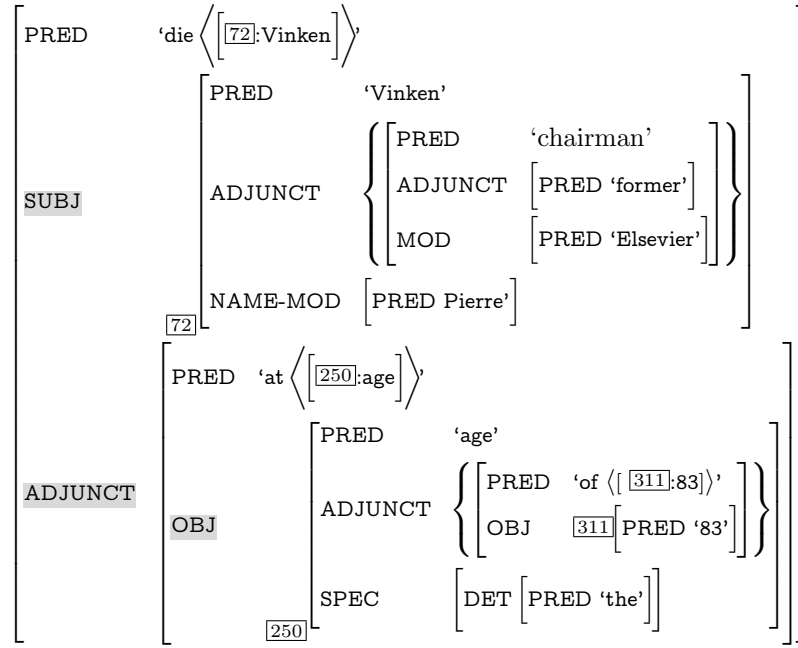 PRED ‘die ⟨[72:Vinken]⟩’
PRED ‘Vinken’
PRED ‘chairman’
SUBJ ADJUNCT ADJUNCT [PRED ‘former’]
MOD [PRED ‘Elsevier’]
NAME-MOD [PRED Pierre’]
72
PRED ‘at ⟨[250:age]⟩’
PRED ‘age’
PRED ‘of ⟨[ 311:83]⟩’
ADJUNCT OBJ ADJUNCT OBJ 311[PRED ‘83’]
SPEC [DET [PRED ‘the’]]
250